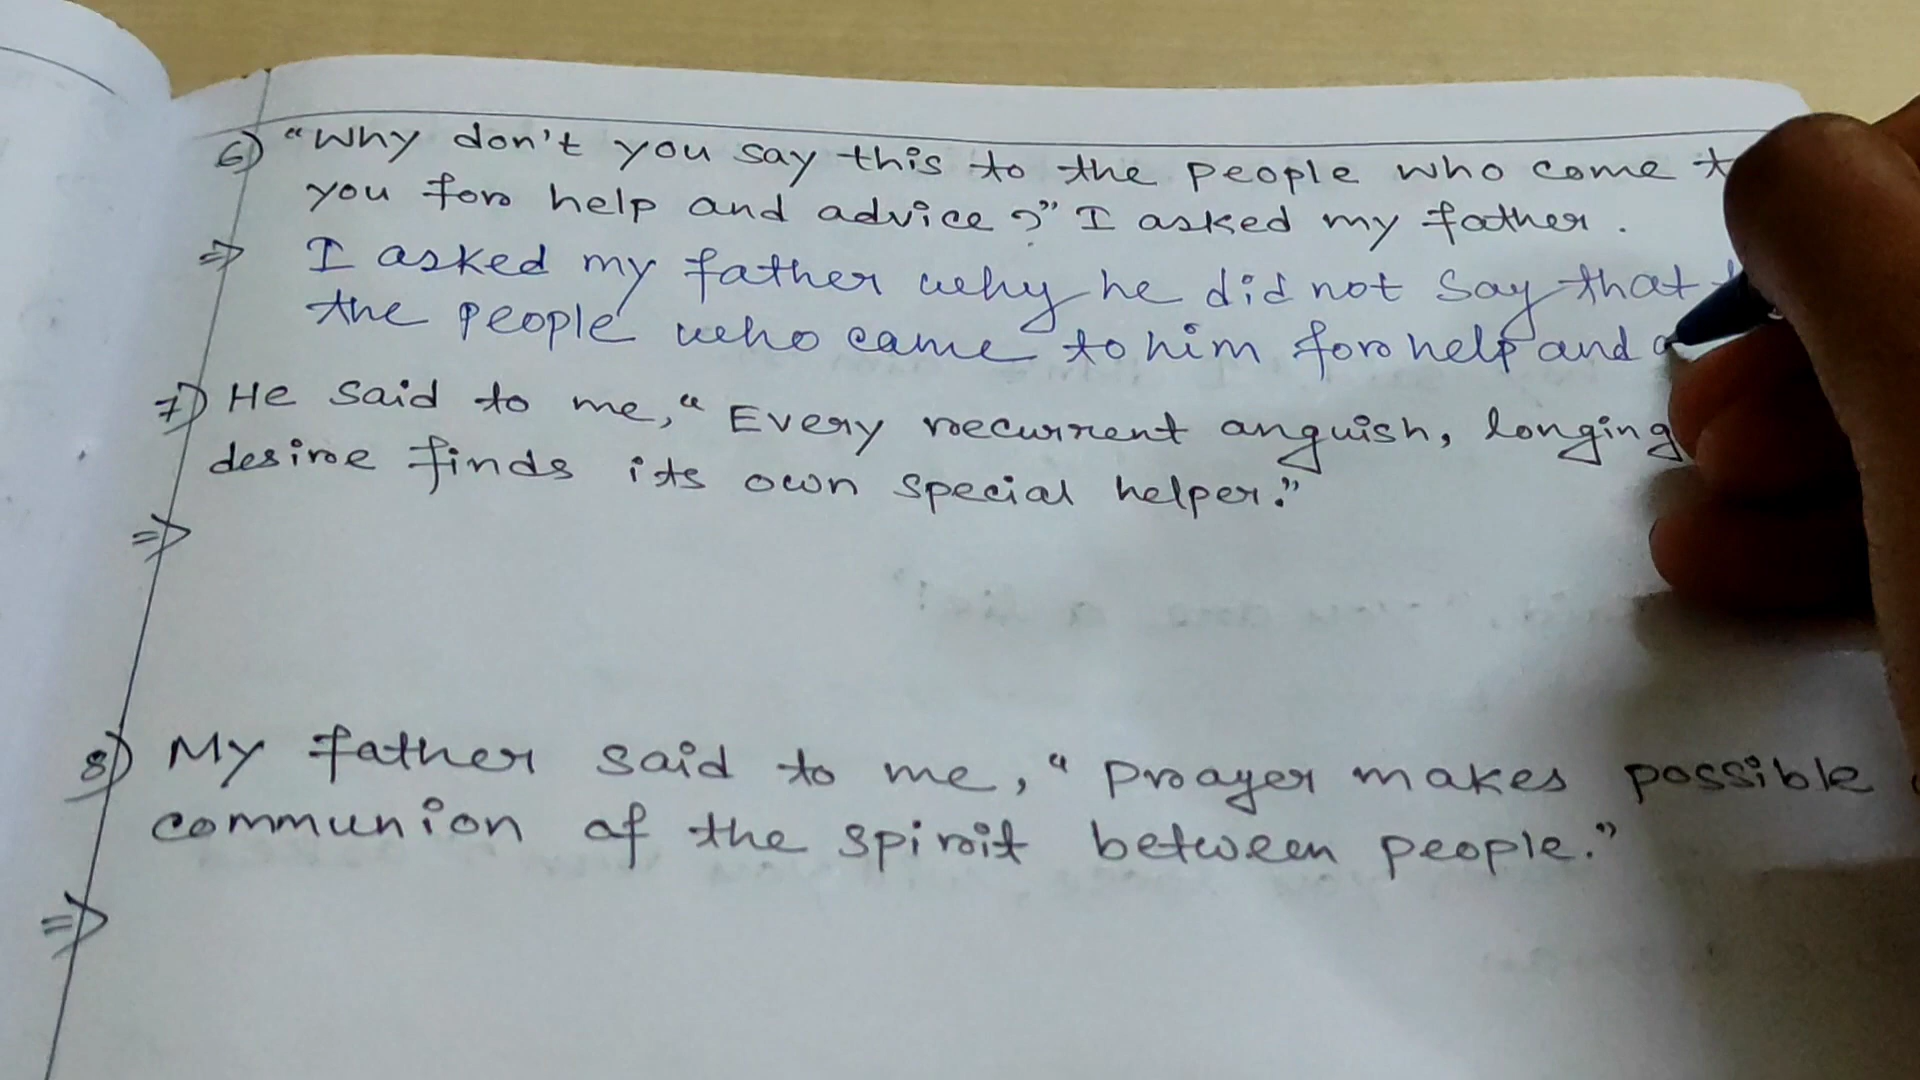 6) "Why don't you say this to the people who come
you for help and advice?" I asked my father.
⇒ I asked my father why he did not say that
the people who came to him for help and
7) He said to me, "Every recurrent anguish, longing
desire finds its own special helper."
⇒
8) My father said to me, "Prayer makes possible
communion of the spirit between people."
⇒